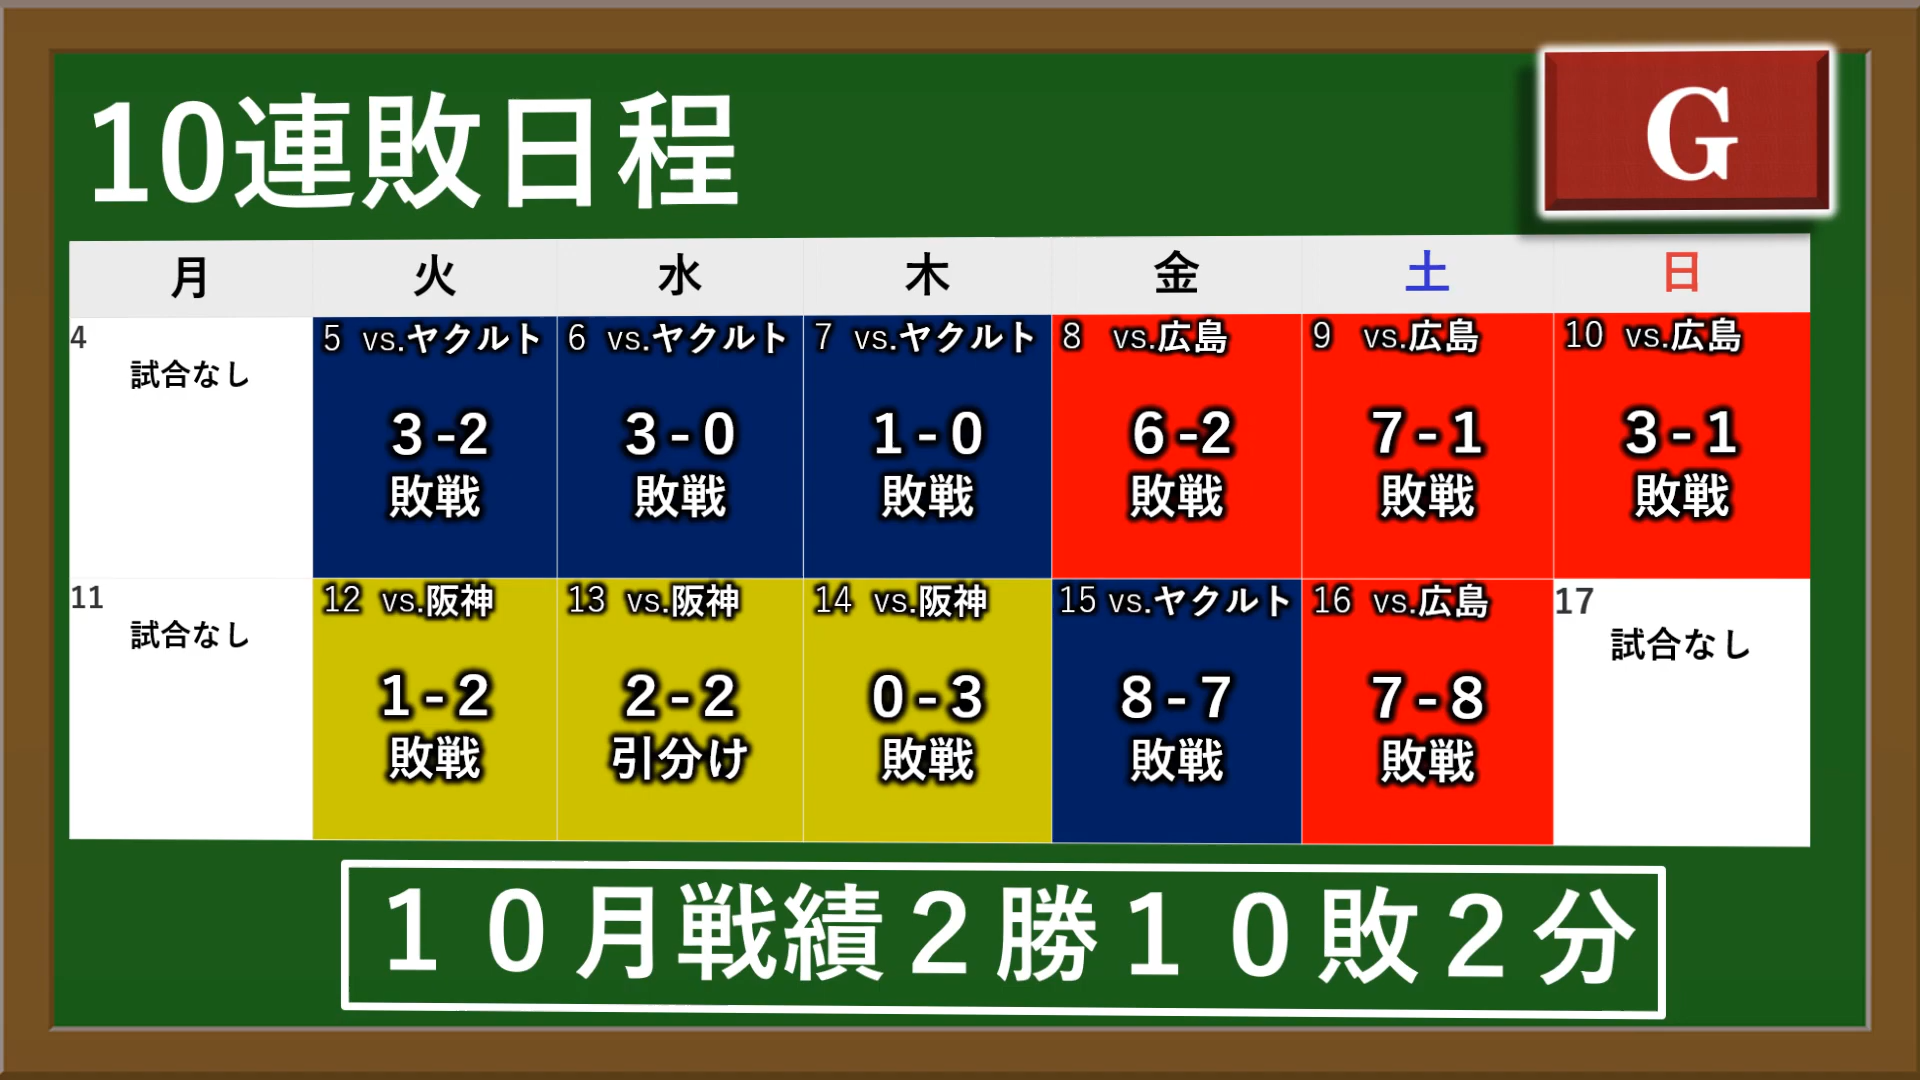 10連敗日程
G
月 火 水 木 金 土 日
4 試合なし
5 vs.ヤクルト
3-2
敗戦
6 vs.ヤクルト
3-0
敗戦
7 vs.ヤクルト
1-0
敗戦
8 vs.広島
6-2
敗戦
9 vs.広島
7-1
敗戦
10 vs.広島
3-1
敗戦
11 試合なし
12 vs.阪神
1-2
敗戦
13 vs.阪神
2-2
引分け
14 vs.阪神
0-3
敗戦
15 vs.ヤクルト
8-7
敗戦
16 vs.広島
7-8
敗戦
17
試合なし
10月戦績2勝10敗2分